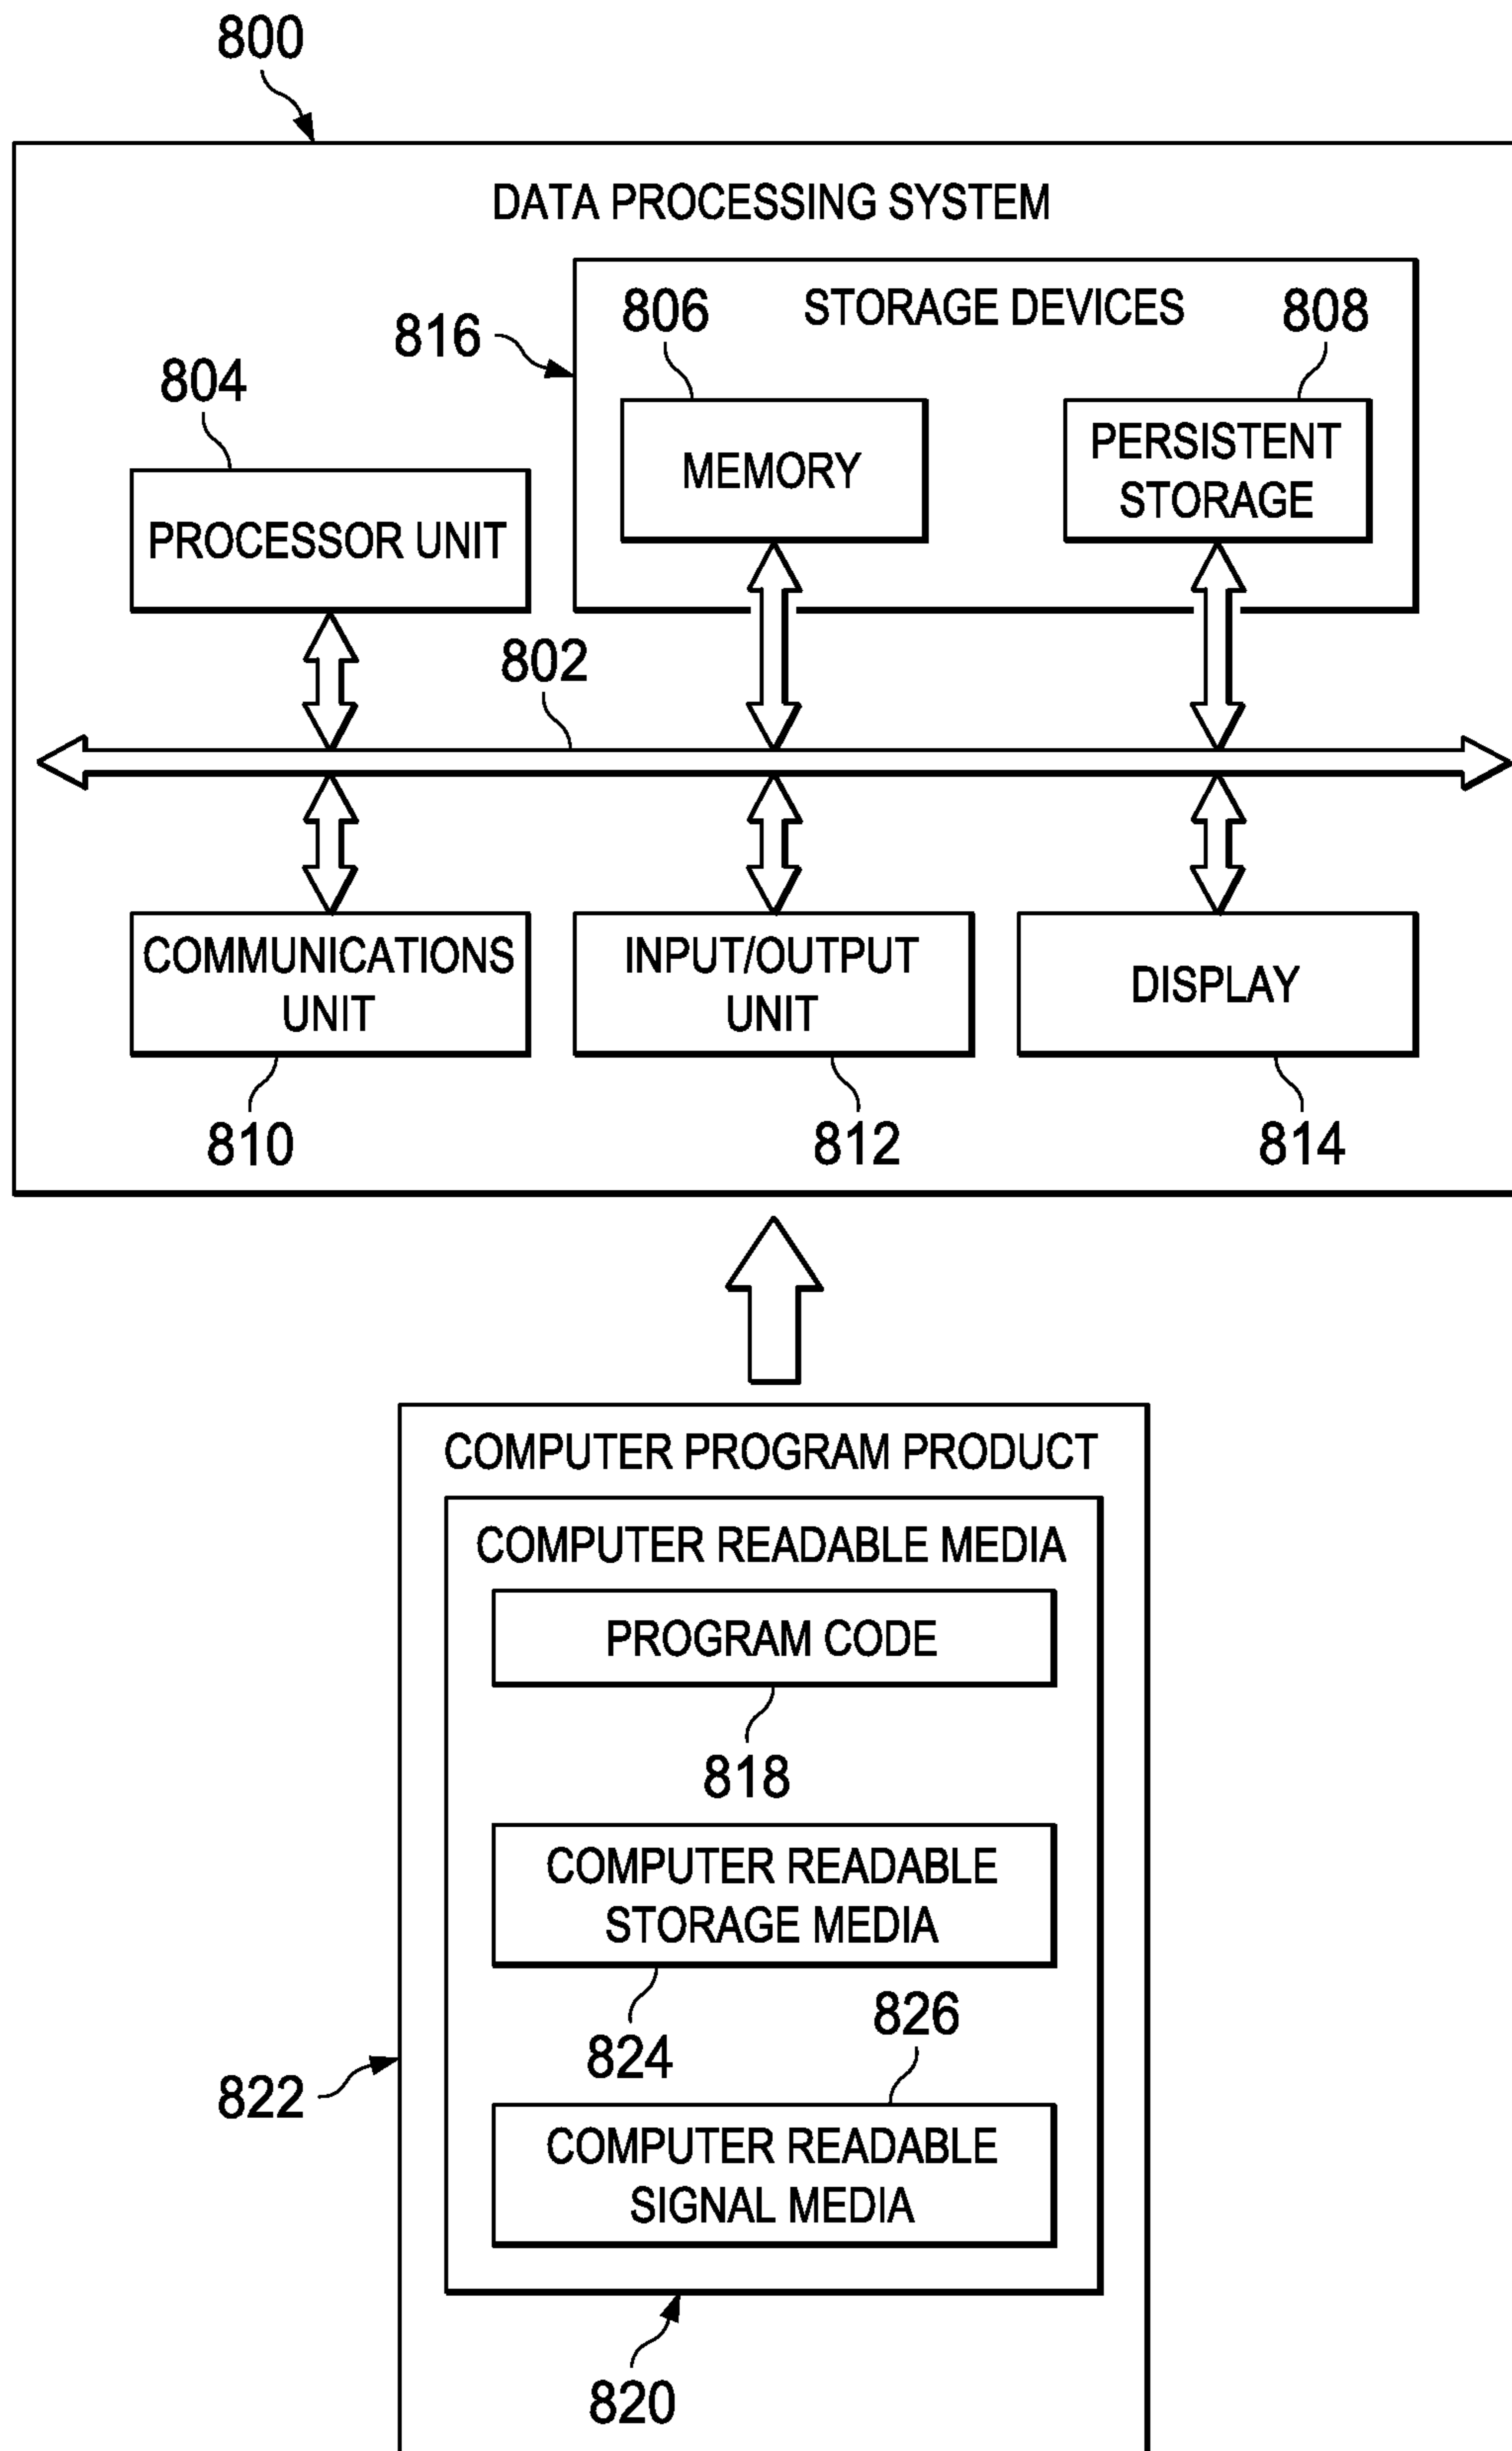 800
DATA PROCESSING SYSTEM
806
STORAGE DEVICES
808
816
804
MEMORY
PERSISTENT
STORAGE
PROCESSOR UNIT
802
COMMUNICATIONS
UNIT
INPUT/OUTPUT
UNIT
DISPLAY
810
812
814
COMPUTER PROGRAM PRODUCT
COMPUTER READABLE MEDIA
PROGRAM CODE
818
COMPUTER READABLE
STORAGE MEDIA
824
826
822
COMPUTER READABLE
SIGNAL MEDIA
820